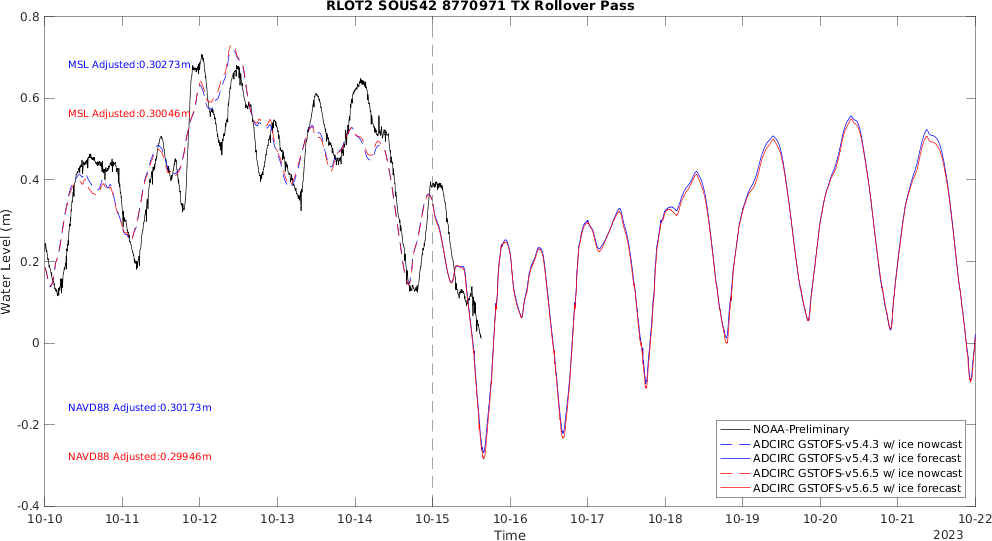 RLOT2 SOUS42 8770971 TX Rollover Pass
0.8
0.6
0.4
0.2
0
-0.2
-0.4
Water Level (m)
MSL Adjusted:0.30273m
MSL Adjusted:0.30046m
NAVD88 Adjusted:0.30173m
NAVD88 Adjusted:0.29946m
NOAA-Preliminary
ADCIRC GSTOFS-v5.4.3 w/ ice nowcast
ADCIRC GSTOFS-v5.4.3 w/ ice forecast
ADCIRC GSTOFS-v5.6.5 w/ ice nowcast
ADCIRC GSTOFS-v5.6.5 w/ ice forecast
10-10 10-11 10-12 10-13 10-14 10-15 10-16 10-17 10-18 10-19 10-20 10-21 10-22
Time
2023